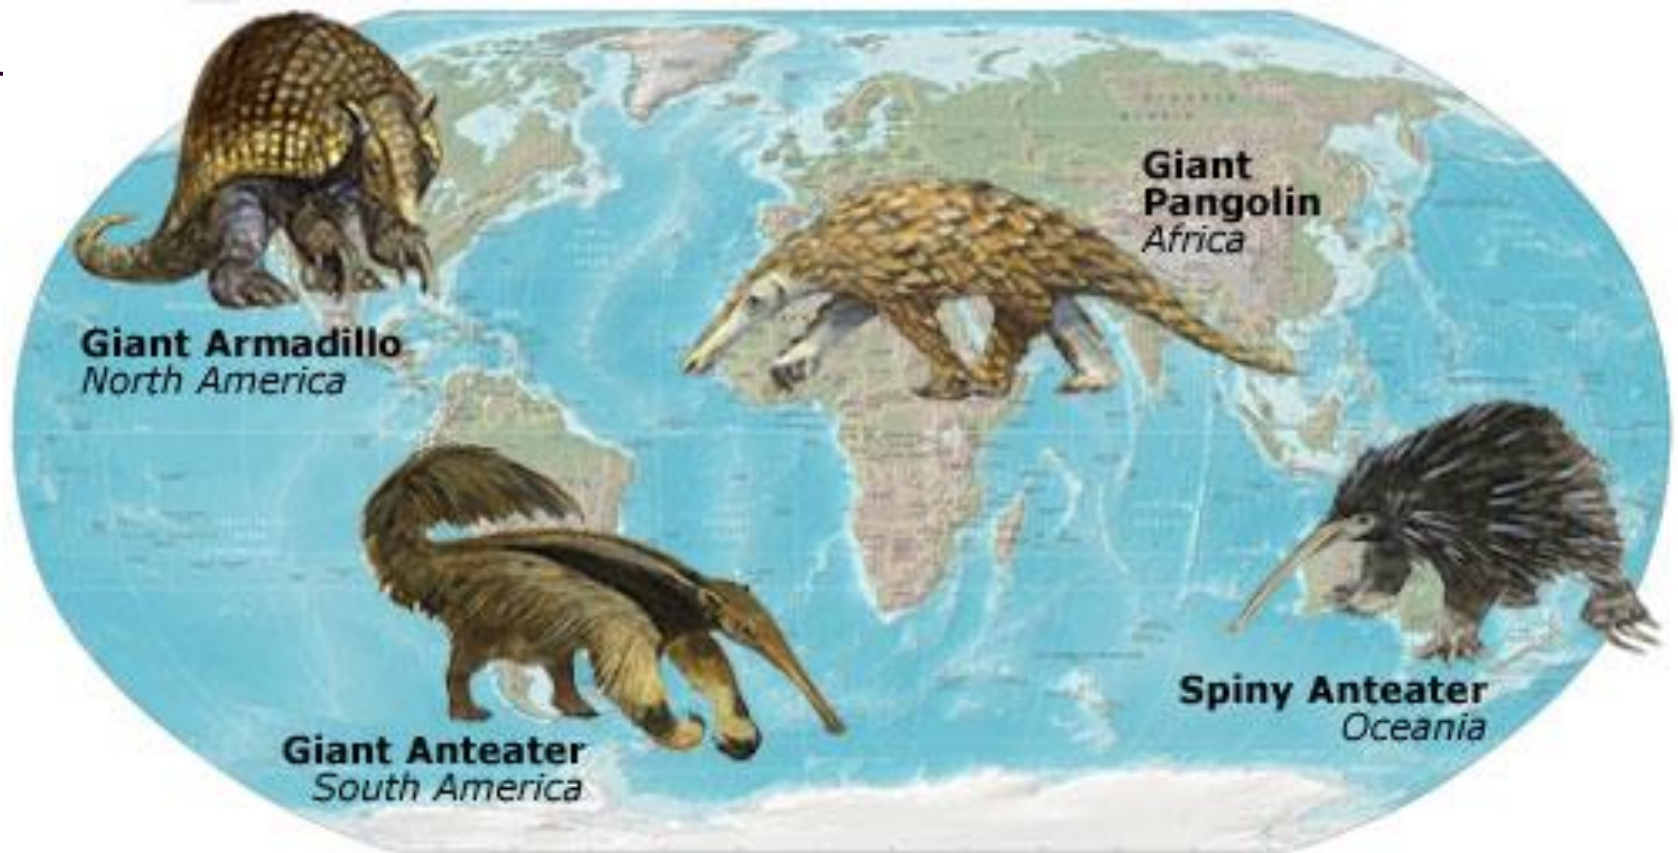 Giant
Pangolin
Africa
Giant Armadillo
North America
Spiny Anteater
Oceania
Giant Anteater
South America